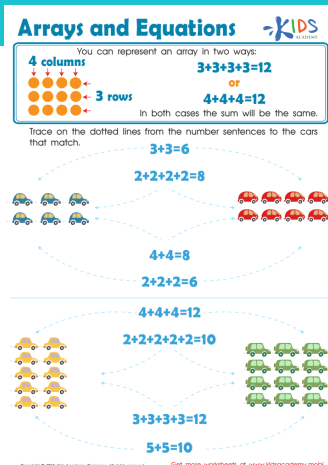 Arrays and Equations
KIDS
ACADEMY
You can represent an array in two ways:
4 columns
3+3+3+3=12
or
3 rows
4+4+4=12
In both cases the sum will be the same.
Trace on the dotted lines from the number sentences to the cars
that match.
3+3=6
2+2+2+2=8
4+4=8
2+2+2=6
4+4+4=12
2+2+2+2+2=10
3+3+3+3=12
5+5=10
Get more worksheets at www.kidsacademy.mobi